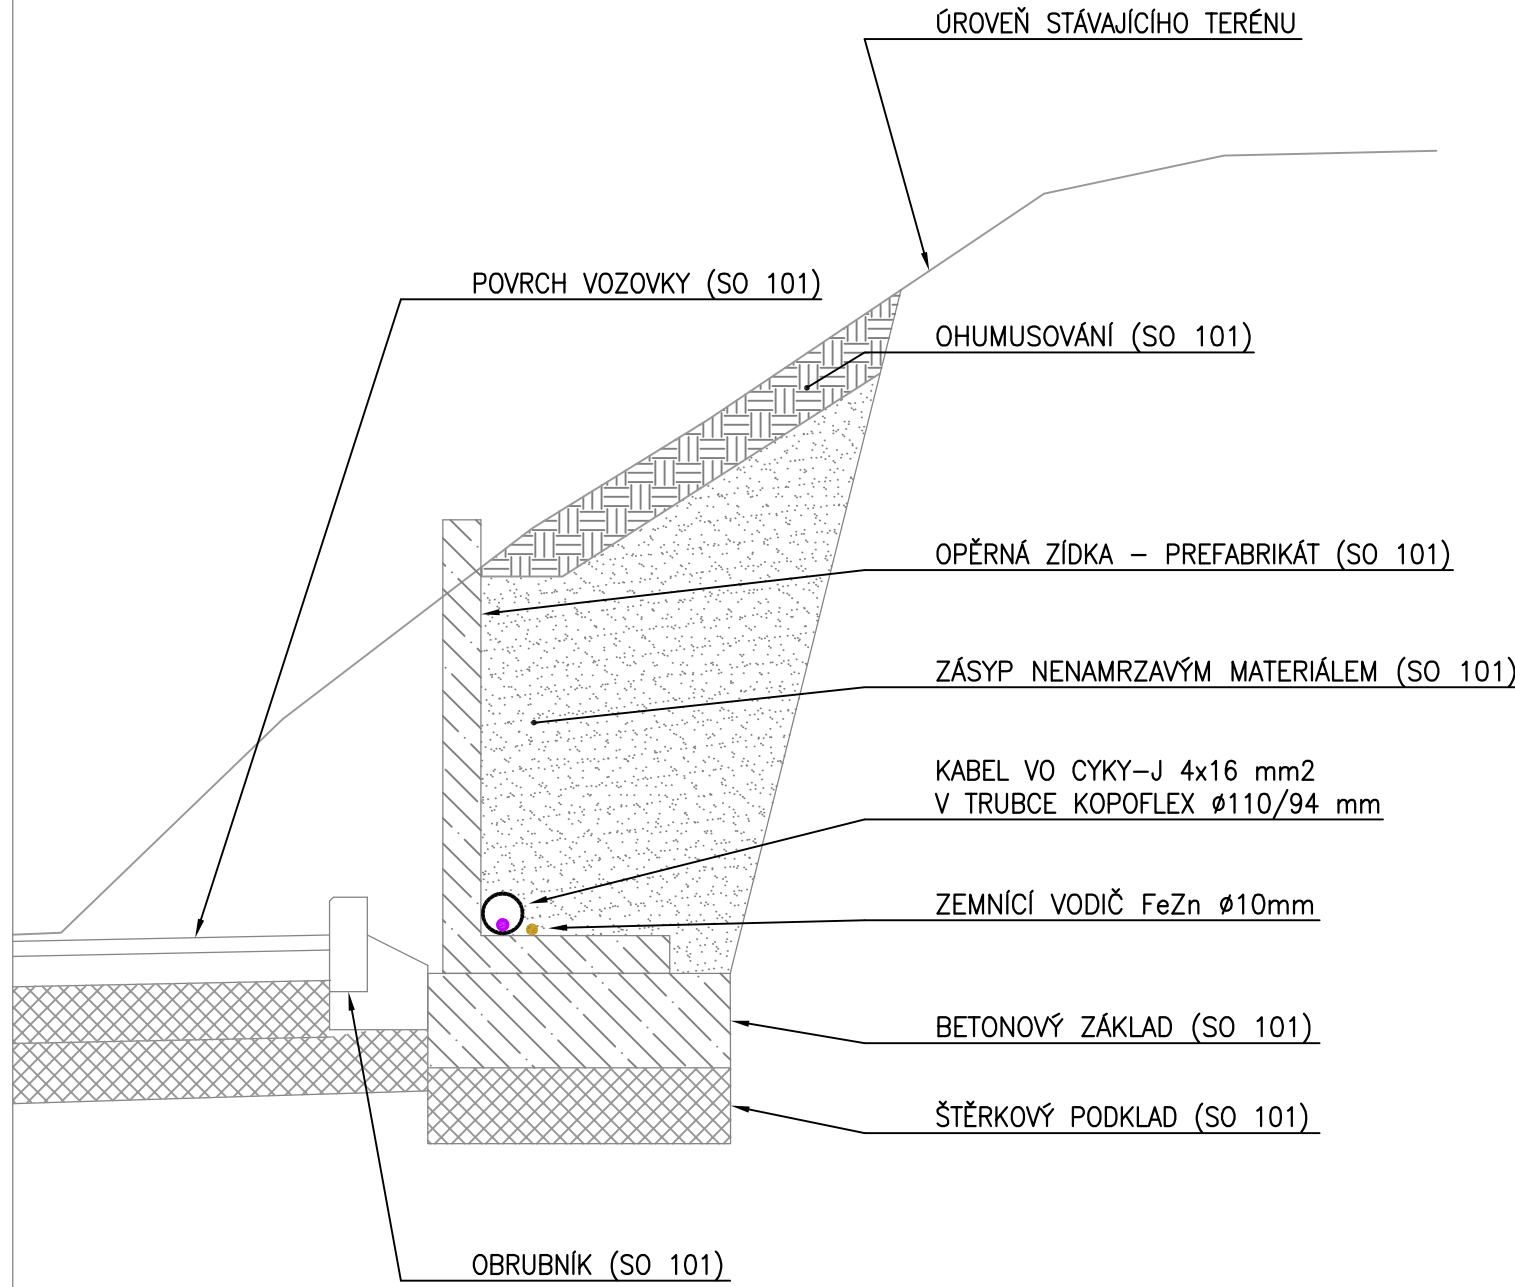 ÚROVEŇ STÁVAJÍCÍHO TERÉNU
POVRCH VOZOVKY (SO 101)
OHUMUSOVÁNÍ (SO 101)
OPĚRNÁ ZÍDKA – PREFABRIKÁT (SO 101)
ZÁSYP NENAMRZAVÝM MATERIÁLEM (SO 101)
KABEL VO CYKY–J 4x16 mm2
V TRUBCE KOPOFLEX ø110/94 mm
ZEMNÍCÍ VODIČ FeZn ø10mm
BETONOVÝ ZÁKLAD (SO 101)
ŠTĚRKOVÝ PODKLAD (SO 101)
OBRUBNÍK (SO 101)